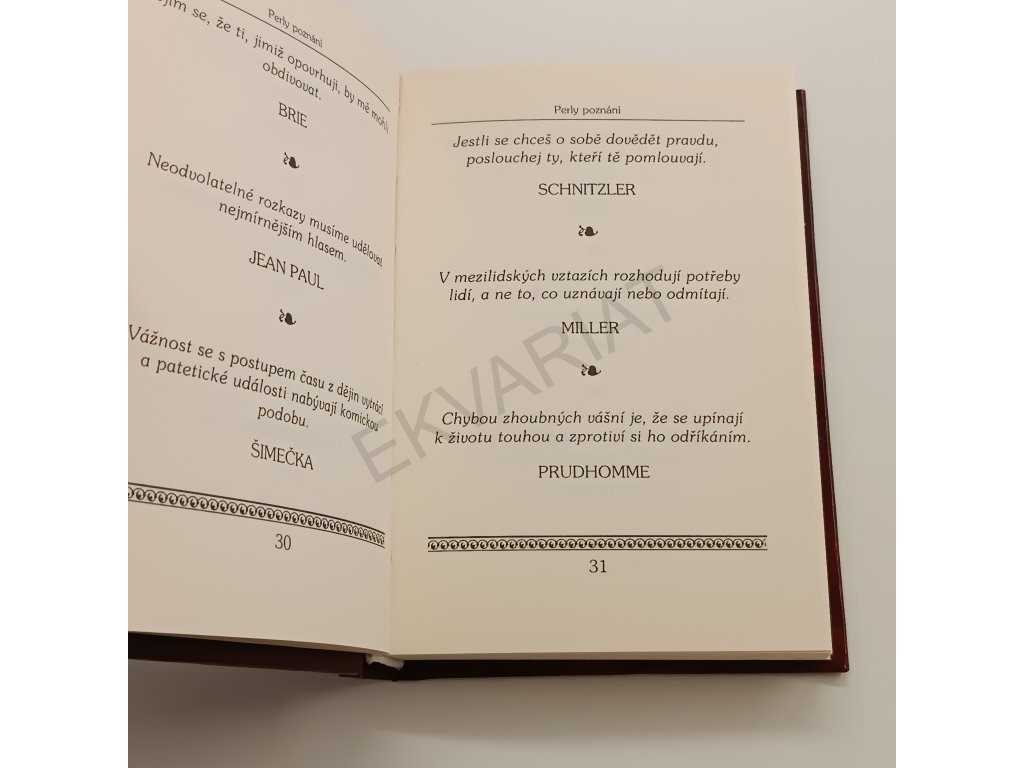 Perly poznání
se, že ti, jimiž opovrhuji, by mě mohli
obdivovat.
BRIE
Neodvolatelné rozkazy musíme udělovat
nejmírnějším hlasem.
JEAN PAUL
Vážnost se s postupem času z dějin vytrácí
a patetické události nabývají komickou
podobu.
ŠIMEČKA
30
Perly poznání
Jestli se chceš o sobě dovědět pravdu,
poslouchej ty, kteří tě pomlouvají.
SCHNITZLER
V mezilidských vztazích rozhodují potřeby
lidí, a ne to, co uznávají nebo odmítají.
MILLER
Chybou zhoubných vášní je, že se upínají
k životu touhou a zprotiví si ho odříkáním.
PRUDHOMME
31
EKVARIAT